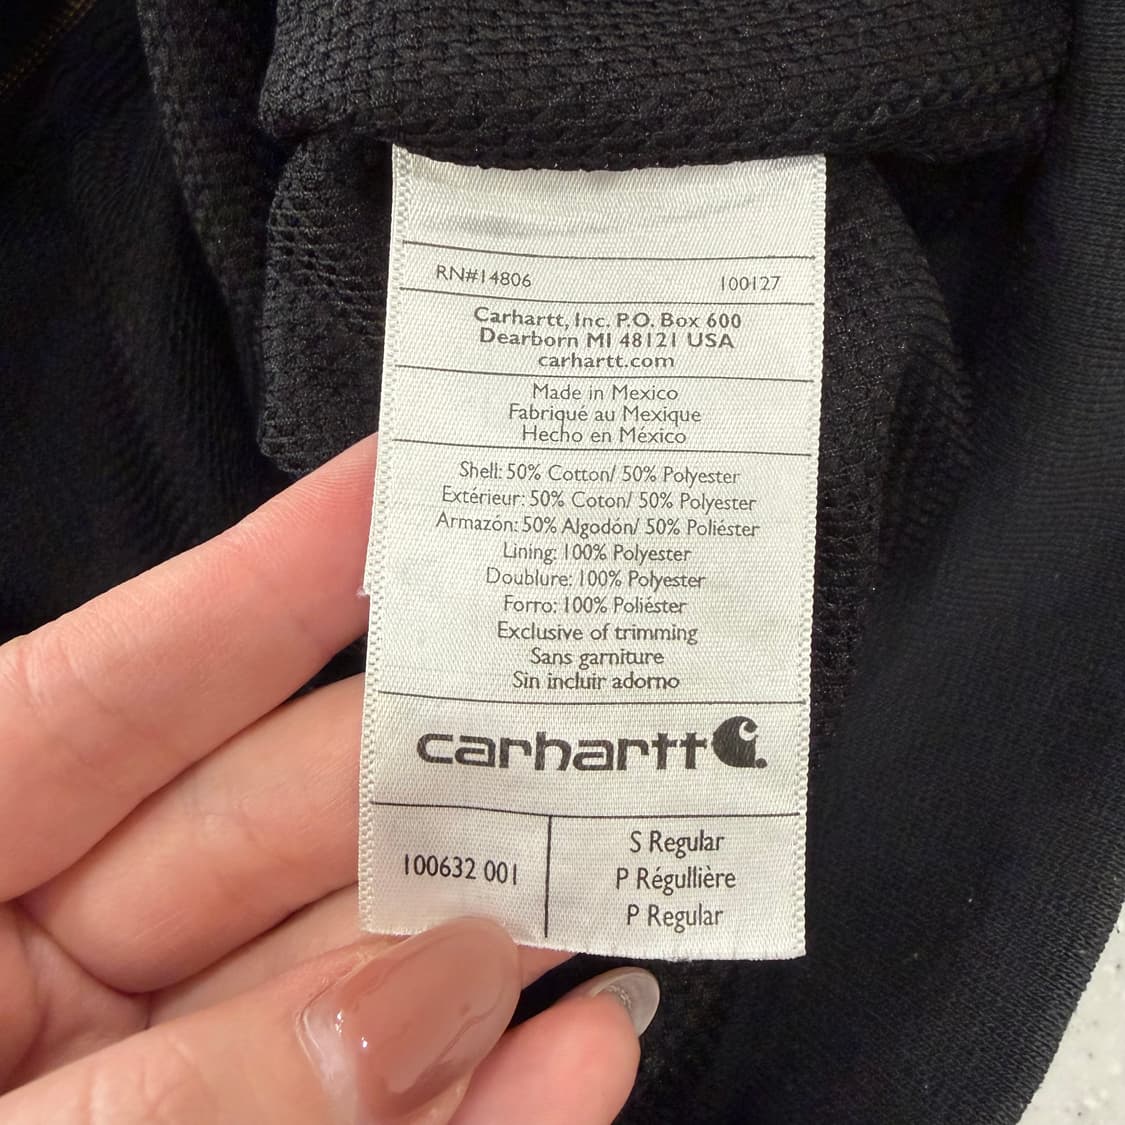 RN#14806 100127
Carhartt, Inc. P.O. Box 600
Dearborn MI 48121 USA
carhartt.com
Made in Mexico
Fabriqué au Mexique
Hecho en México
Shell: 50% Cotton/ 50% Polyester
Extérieur: 50% Coton/ 50% Polyester
Armazón: 50% Algodón/ 50% Poliéster
Lining: 100% Polyester
Doublure: 100% Polyester
Forro: 100% Poliéster
Exclusive of trimming
Sans garniture
Sin incluir adorno
carhartt
100632 001
S Regular
P Régullière
P Regular